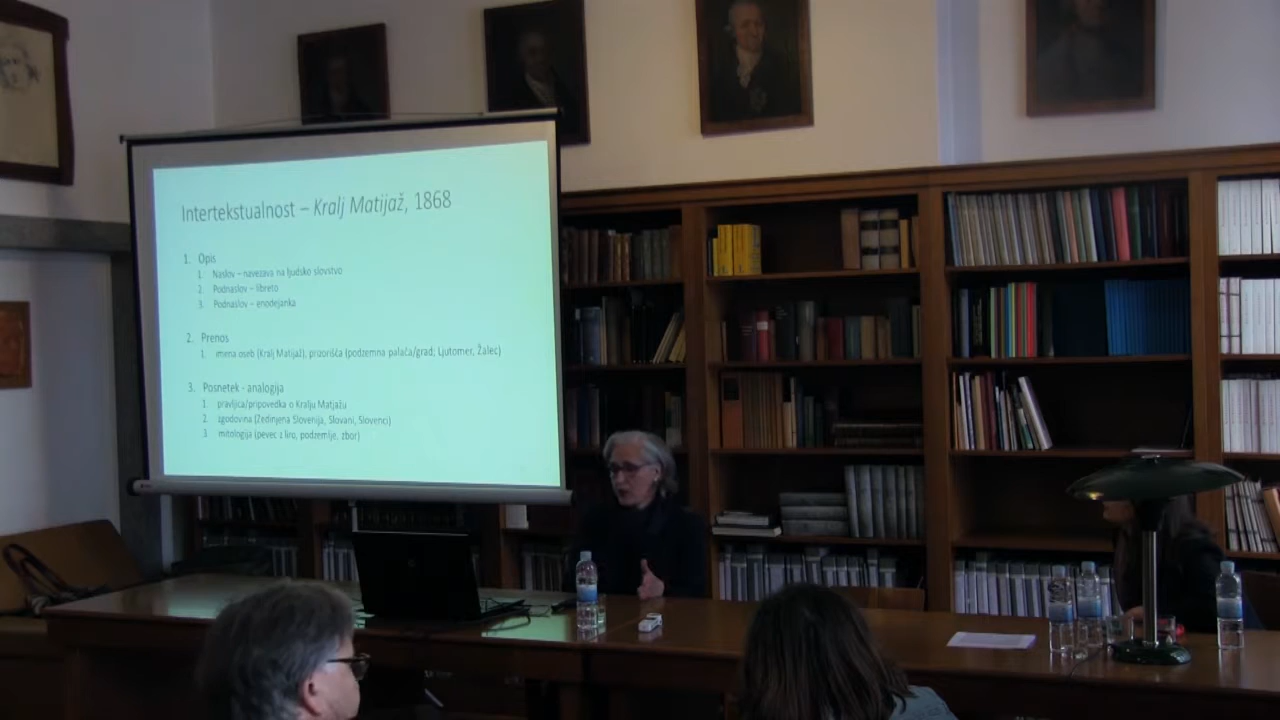 Intertekstualnost – Kralj Matijaž, 1868
1. Opis
1. Naslov – navezava na ljudsko slovstvo
2. Podnaslov – libreto
3. Podnaslov – enodejanka
2. Prenos
1. imena oseb (Kralj Matijaž), prizorišča (podzemna palača/grad; Ljutomer, Žalec)
3. Posnetek - analogija
1. pravljica/pripovedka o Kralju Matjažu
2. zgodovina (Zedinjena Slovenija, Slovani, Slovenci)
3. mitologija (pevec z liro, podzemlje, zbor)